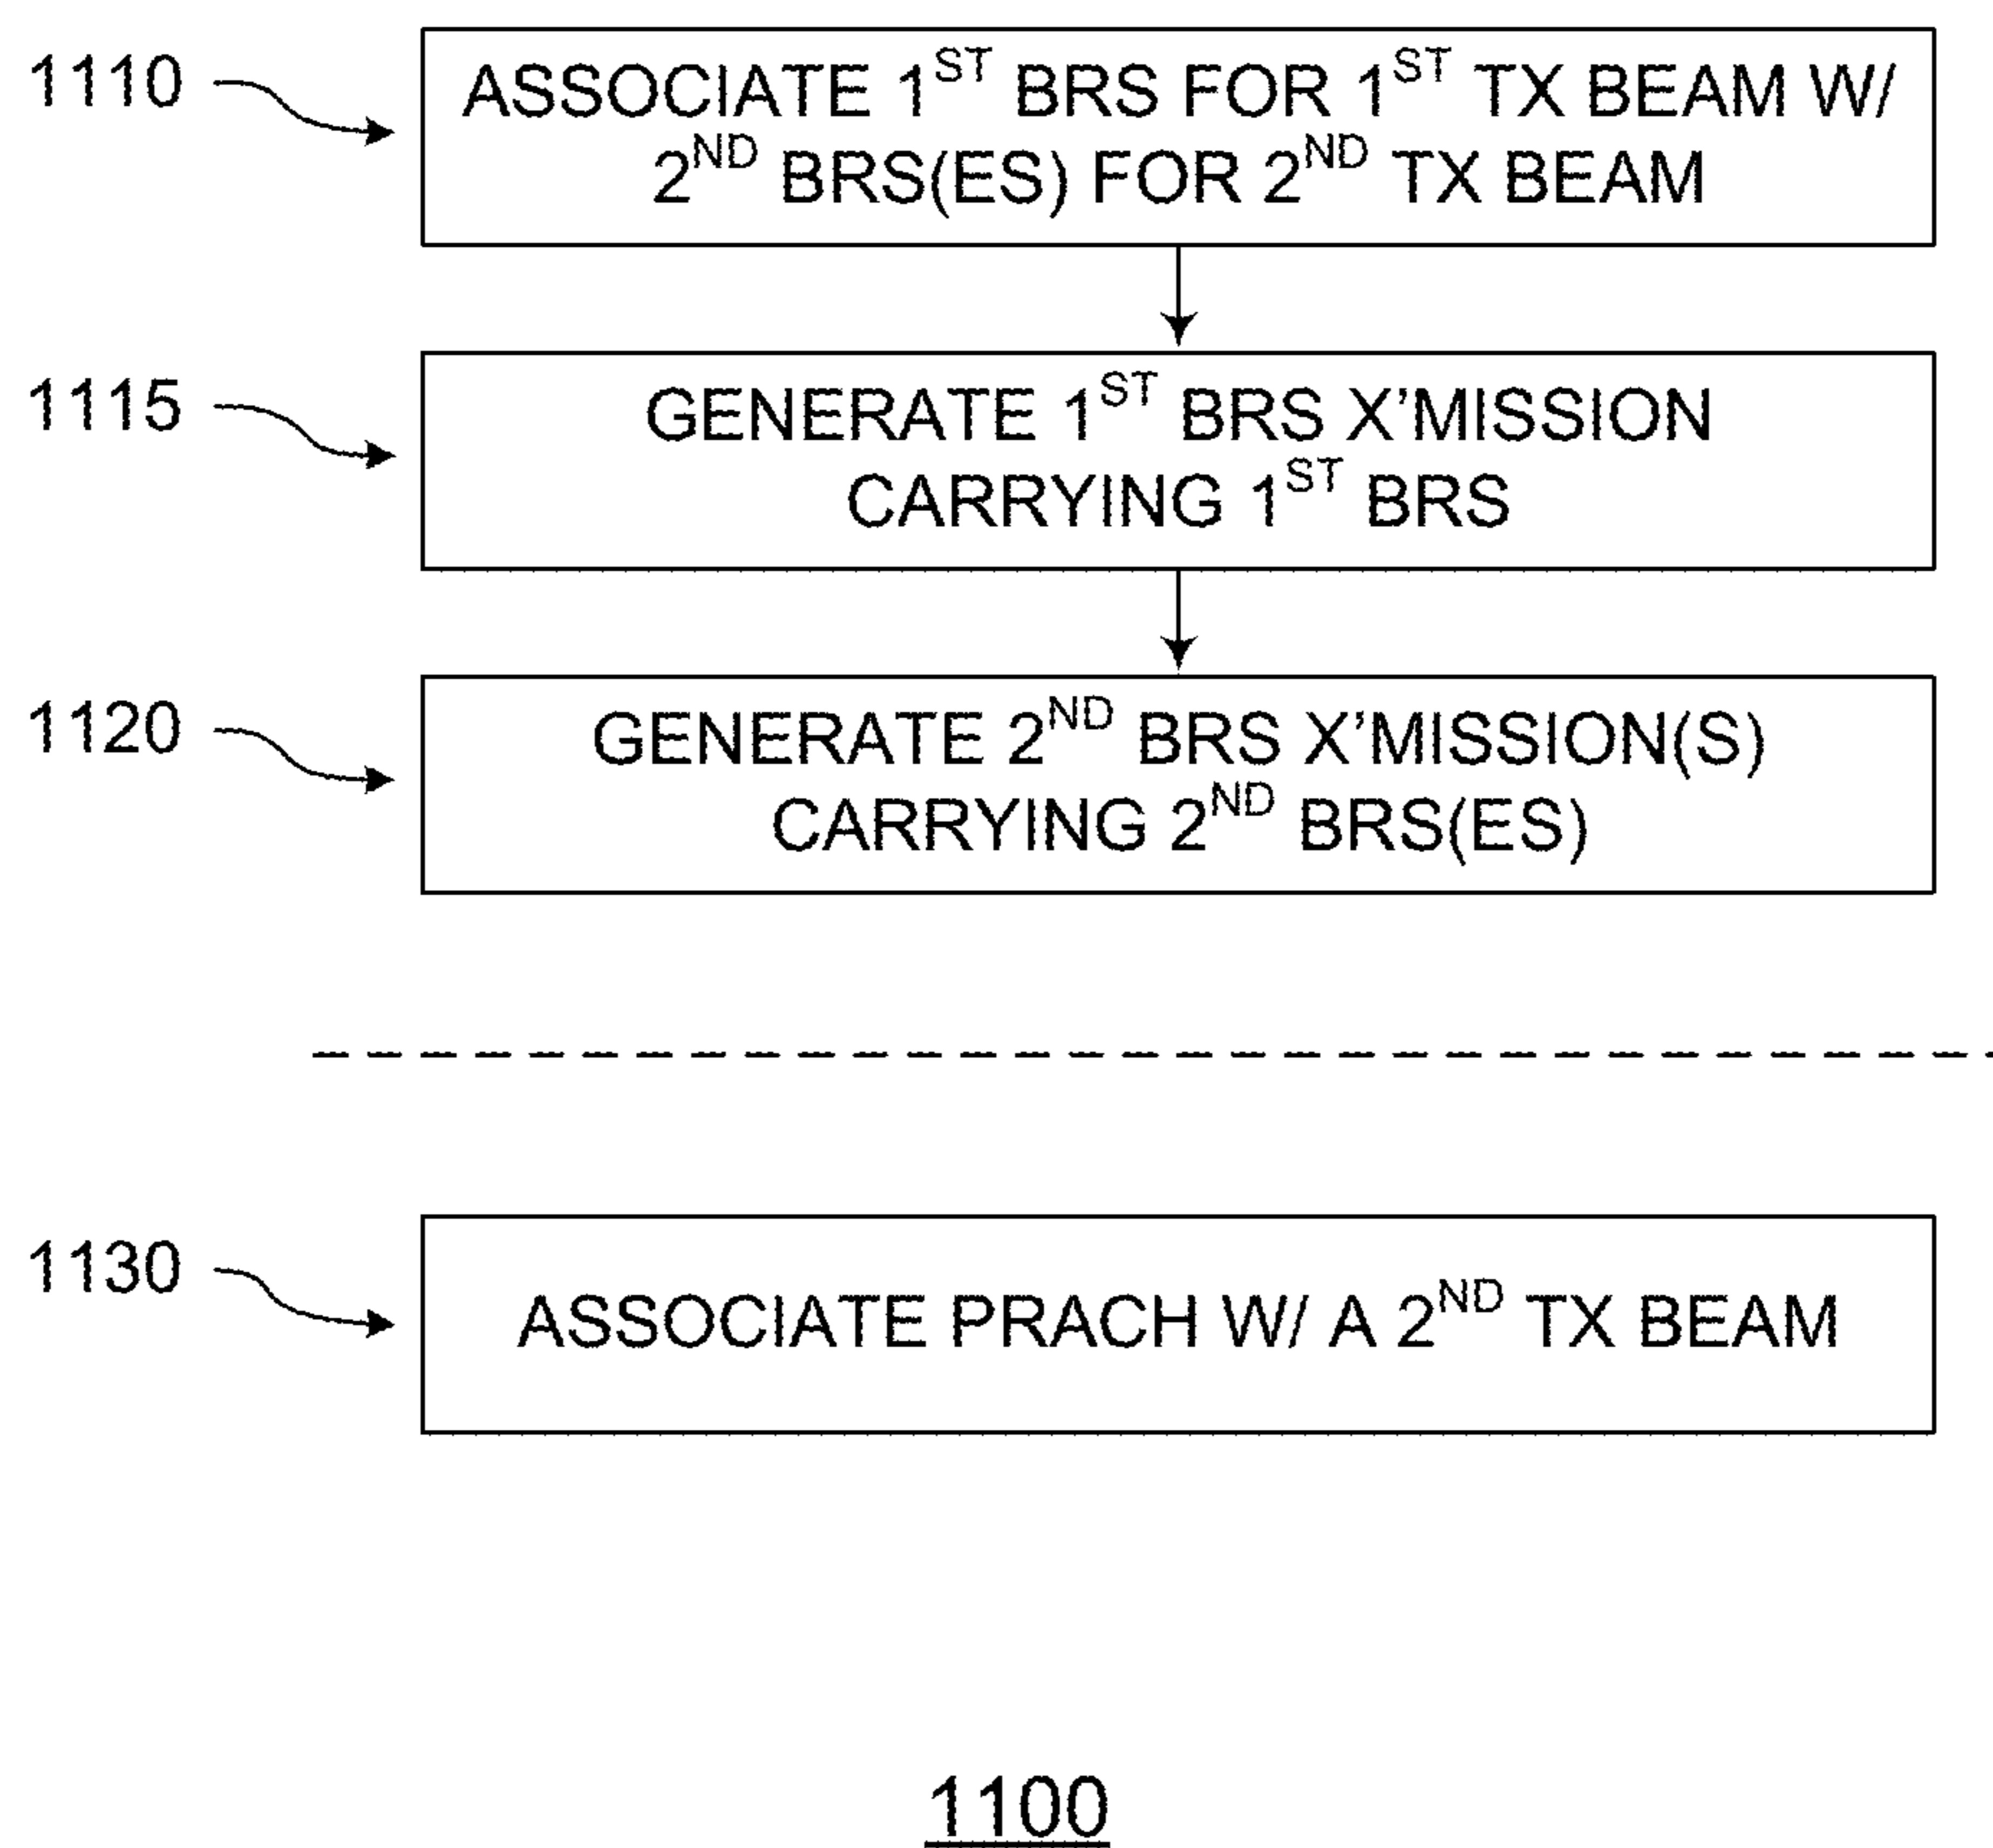 1110
ASSOCIATE 1ST BRS FOR 1ST TX BEAM W/
2ND BRS(ES) FOR 2ND TX BEAM
1115
GENERATE 1ST BRS X'MISSION
CARRYING 1ST BRS
1120
GENERATE 2ND BRS X'MISSION(S)
CARRYING 2ND BRS(ES)
1130
ASSOCIATE PRACH W/ A 2ND TX BEAM
1100